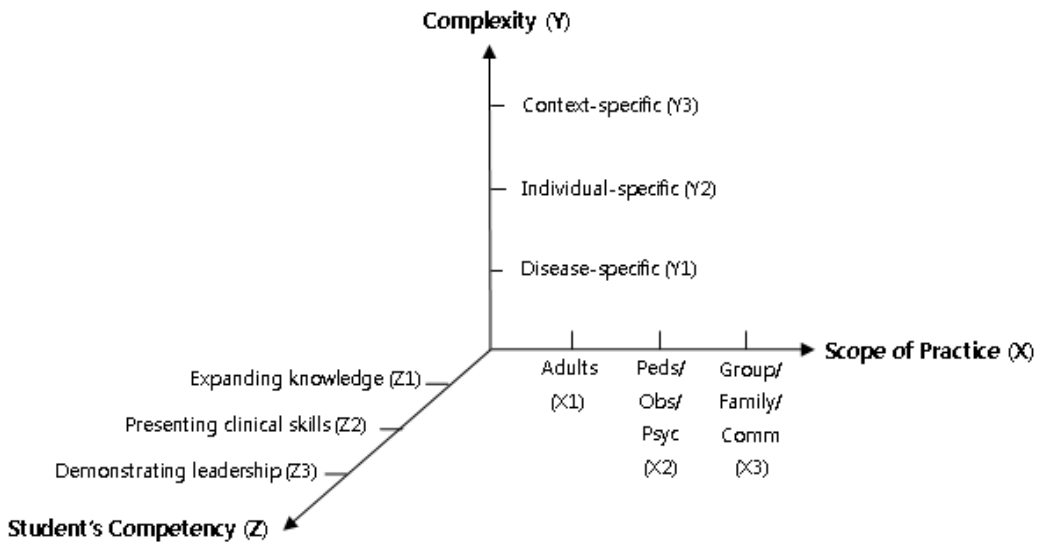 Complexity (Y)
Context-specific (Y3)
Individual-specific (Y2)
Disease-specific (Y1)
Scope of Practice (X)
Adults
(X1)
Peds/
Obs/
Psyc
(X2)
Group/
Family/
Comm
(X3)
Expanding knowledge (Z1)
Presenting clinical skills (Z2)
Demonstrating leadership (Z3)
Student's Competency (Z)